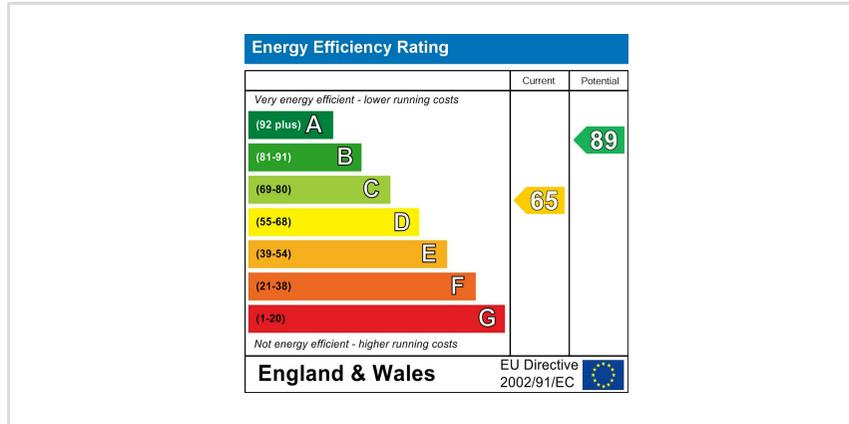 Energy Efficiency Rating
Current Potential
Very energy efficient - lower running costs
(92 plus) A
(81-91) B
(69-80) C
(55-68) D
(39-54) E
(21-38) F
(1-20) G
89
65
Not energy efficient - higher running costs
England & Wales
EU Directive
2002/91/EC